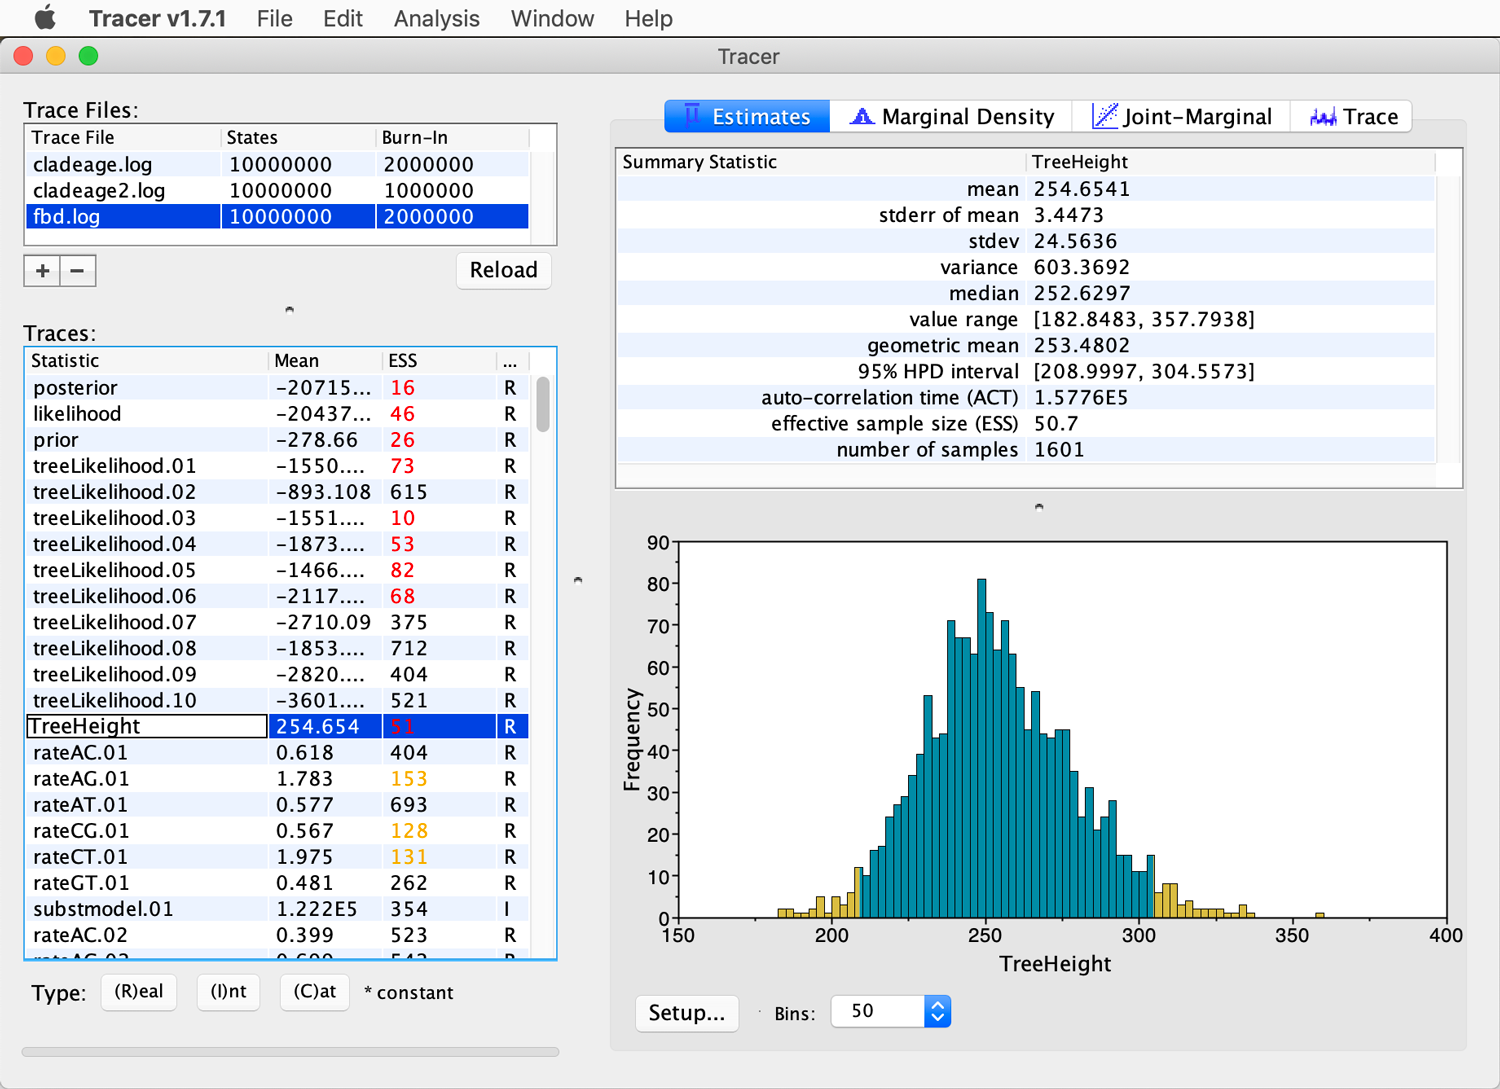 Tracer v1.7.1 File Edit Analysis Window Help
Tracer
Trace Files:
Trace File States Burn-In
cladeage.log 10000000 2000000
cladeage2.log 10000000 1000000
fbd.log 10000000 2000000
+ − Reload
Traces:
Statistic Mean ESS ...
posterior -20715... 16 R
likelihood -20437... 46 R
prior -278.66 26 R
treeLikelihood.01 -1550.... 73 R
treeLikelihood.02 -893.108 615 R
treeLikelihood.03 -1551.... 10 R
treeLikelihood.04 -1873.... 53 R
treeLikelihood.05 -1466.... 82 R
treeLikelihood.06 -2117.... 68 R
treeLikelihood.07 -2710.09 375 R
treeLikelihood.08 -1853.... 712 R
treeLikelihood.09 -2820.... 404 R
treeLikelihood.10 -3601.... 521 R
TreeHeight 254.654 51 R
rateAC.01 0.618 404 R
rateAG.01 1.783 153 R
rateAT.01 0.577 693 R
rateCG.01 0.567 128 R
rateCT.01 1.975 131 R
rateGT.01 0.481 262 R
substmodel.01 1.222E5 354 I
rateAC.02 0.399 523 R
Type: (R)eal (I)nt (C)at * constant
Estimates Marginal Density Joint-Marginal Trace
Summary Statistic TreeHeight
mean 254.6541
stderr of mean 3.4473
stdev 24.5636
variance 603.3692
median 252.6297
value range [182.8483, 357.7938]
geometric mean 253.4802
95% HPD interval [208.9997, 304.5573]
auto-correlation time (ACT) 1.5776E5
effective sample size (ESS) 50.7
number of samples 1601
90
80
70
60
50
40
30
20
10
0
Frequency
150 200 250 300 350 400
TreeHeight
Setup... Bins: 50